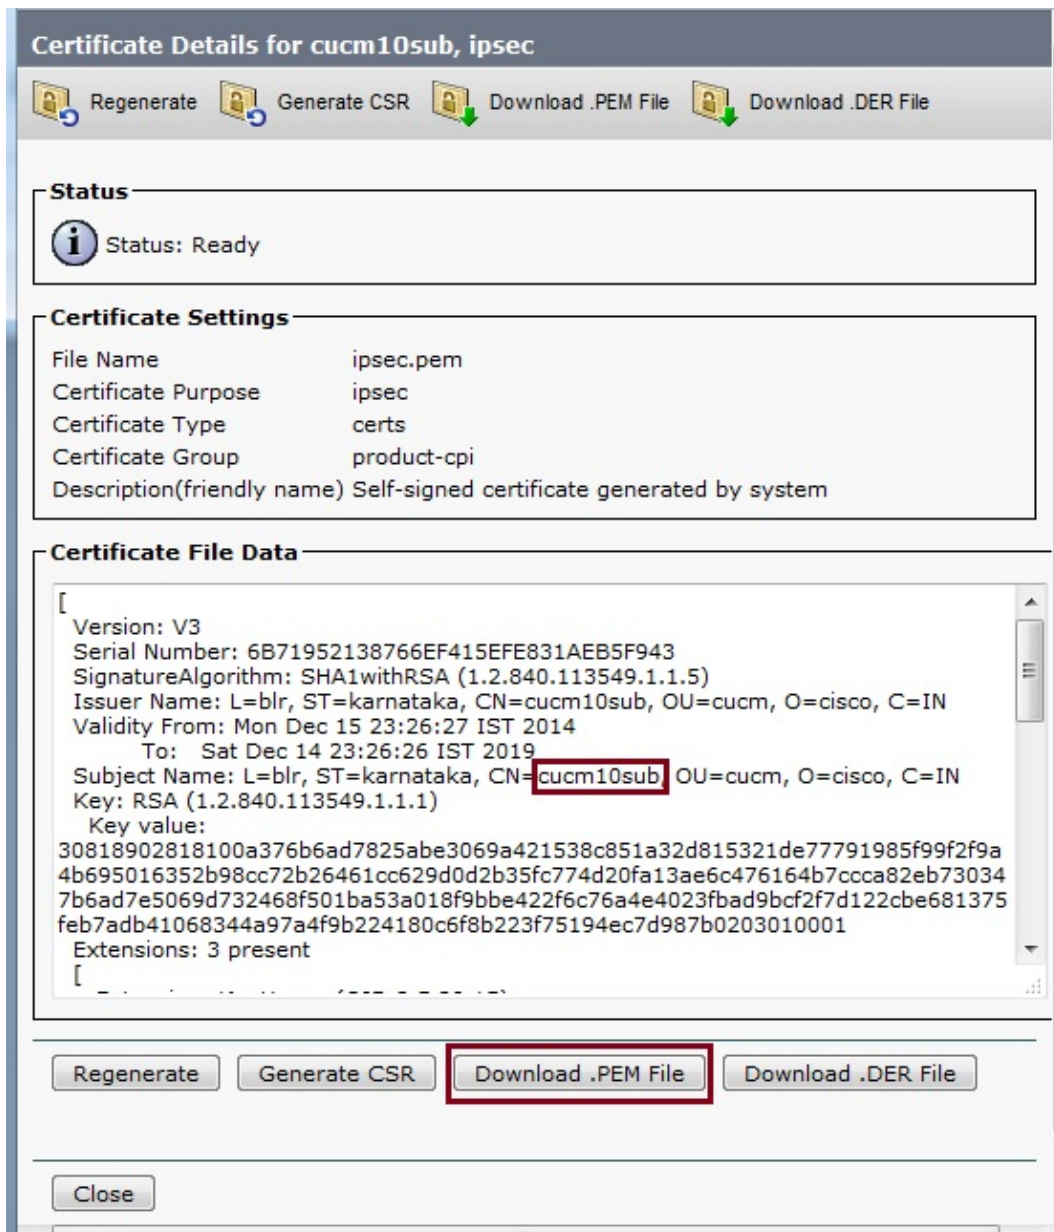 Certificate Details for cucm10sub, ipsec
Regenerate Generate CSR Download .PEM File Download .DER File
Status
i Status: Ready
Certificate Settings
File Name ipsec.pem
Certificate Purpose ipsec
Certificate Type certs
Certificate Group product-cpi
Description(friendly name) Self-signed certificate generated by system
Certificate File Data
[
Version: V3
Serial Number: 6B71952138766EF415EFE831AEB5F943
SignatureAlgorithm: SHA1withRSA (1.2.840.113549.1.1.5)
Issuer Name: L=blr, ST=karnataka, CN=cucm10sub, OU=cucm, O=cisco, C=IN
Validity From: Mon Dec 15 23:26:27 IST 2014
To: Sat Dec 14 23:26:26 IST 2019
Subject Name: L=blr, ST=karnataka, CN=cucm10sub, OU=cucm, O=cisco, C=IN
Key: RSA (1.2.840.113549.1.1.1)
Key value:
30818902818100a376b6ad7825abe3069a421538c851a32d815321de77791985f99f2f9a
4b695016352b98cc72b26461cc629d0d2b35fc774d20fa13ae6c476164b7ccca82eb73034
7b6ad7e5069d732468f501ba53a018f9bbe422f6c76a4e4023fbad9bcf2f7d122cbe681375
feb7adb41068344a97a4f9b224180c6f8b223f75194ec7d987b0203010001
Extensions: 3 present
[
Regenerate Generate CSR Download .PEM File Download .DER File
Close